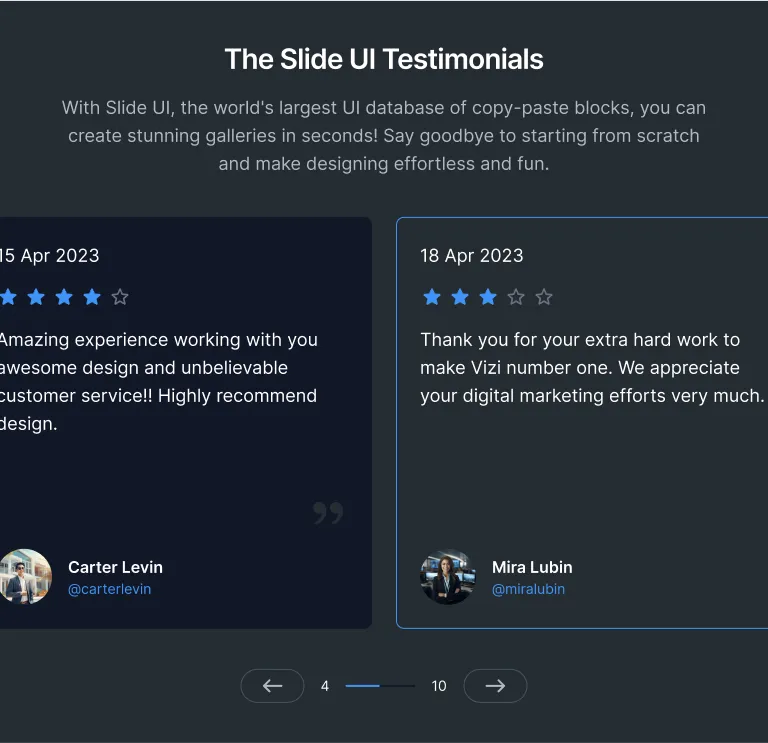 The Slide UI Testimonials
With Slide UI, the world's largest UI database of copy-paste blocks, you can
create stunning galleries in seconds! Say goodbye to starting from scratch
and make designing effortless and fun.
15 Apr 2023
Amazing experience working with you
awesome design and unbelievable
customer service!! Highly recommend
design.
”
Carter Levin
@carterlevin
18 Apr 2023
Thank you for your extra hard work to
make Vizi number one. We appreciate
your digital marketing efforts very much.
Mira Lubin
@miralubin
4
10